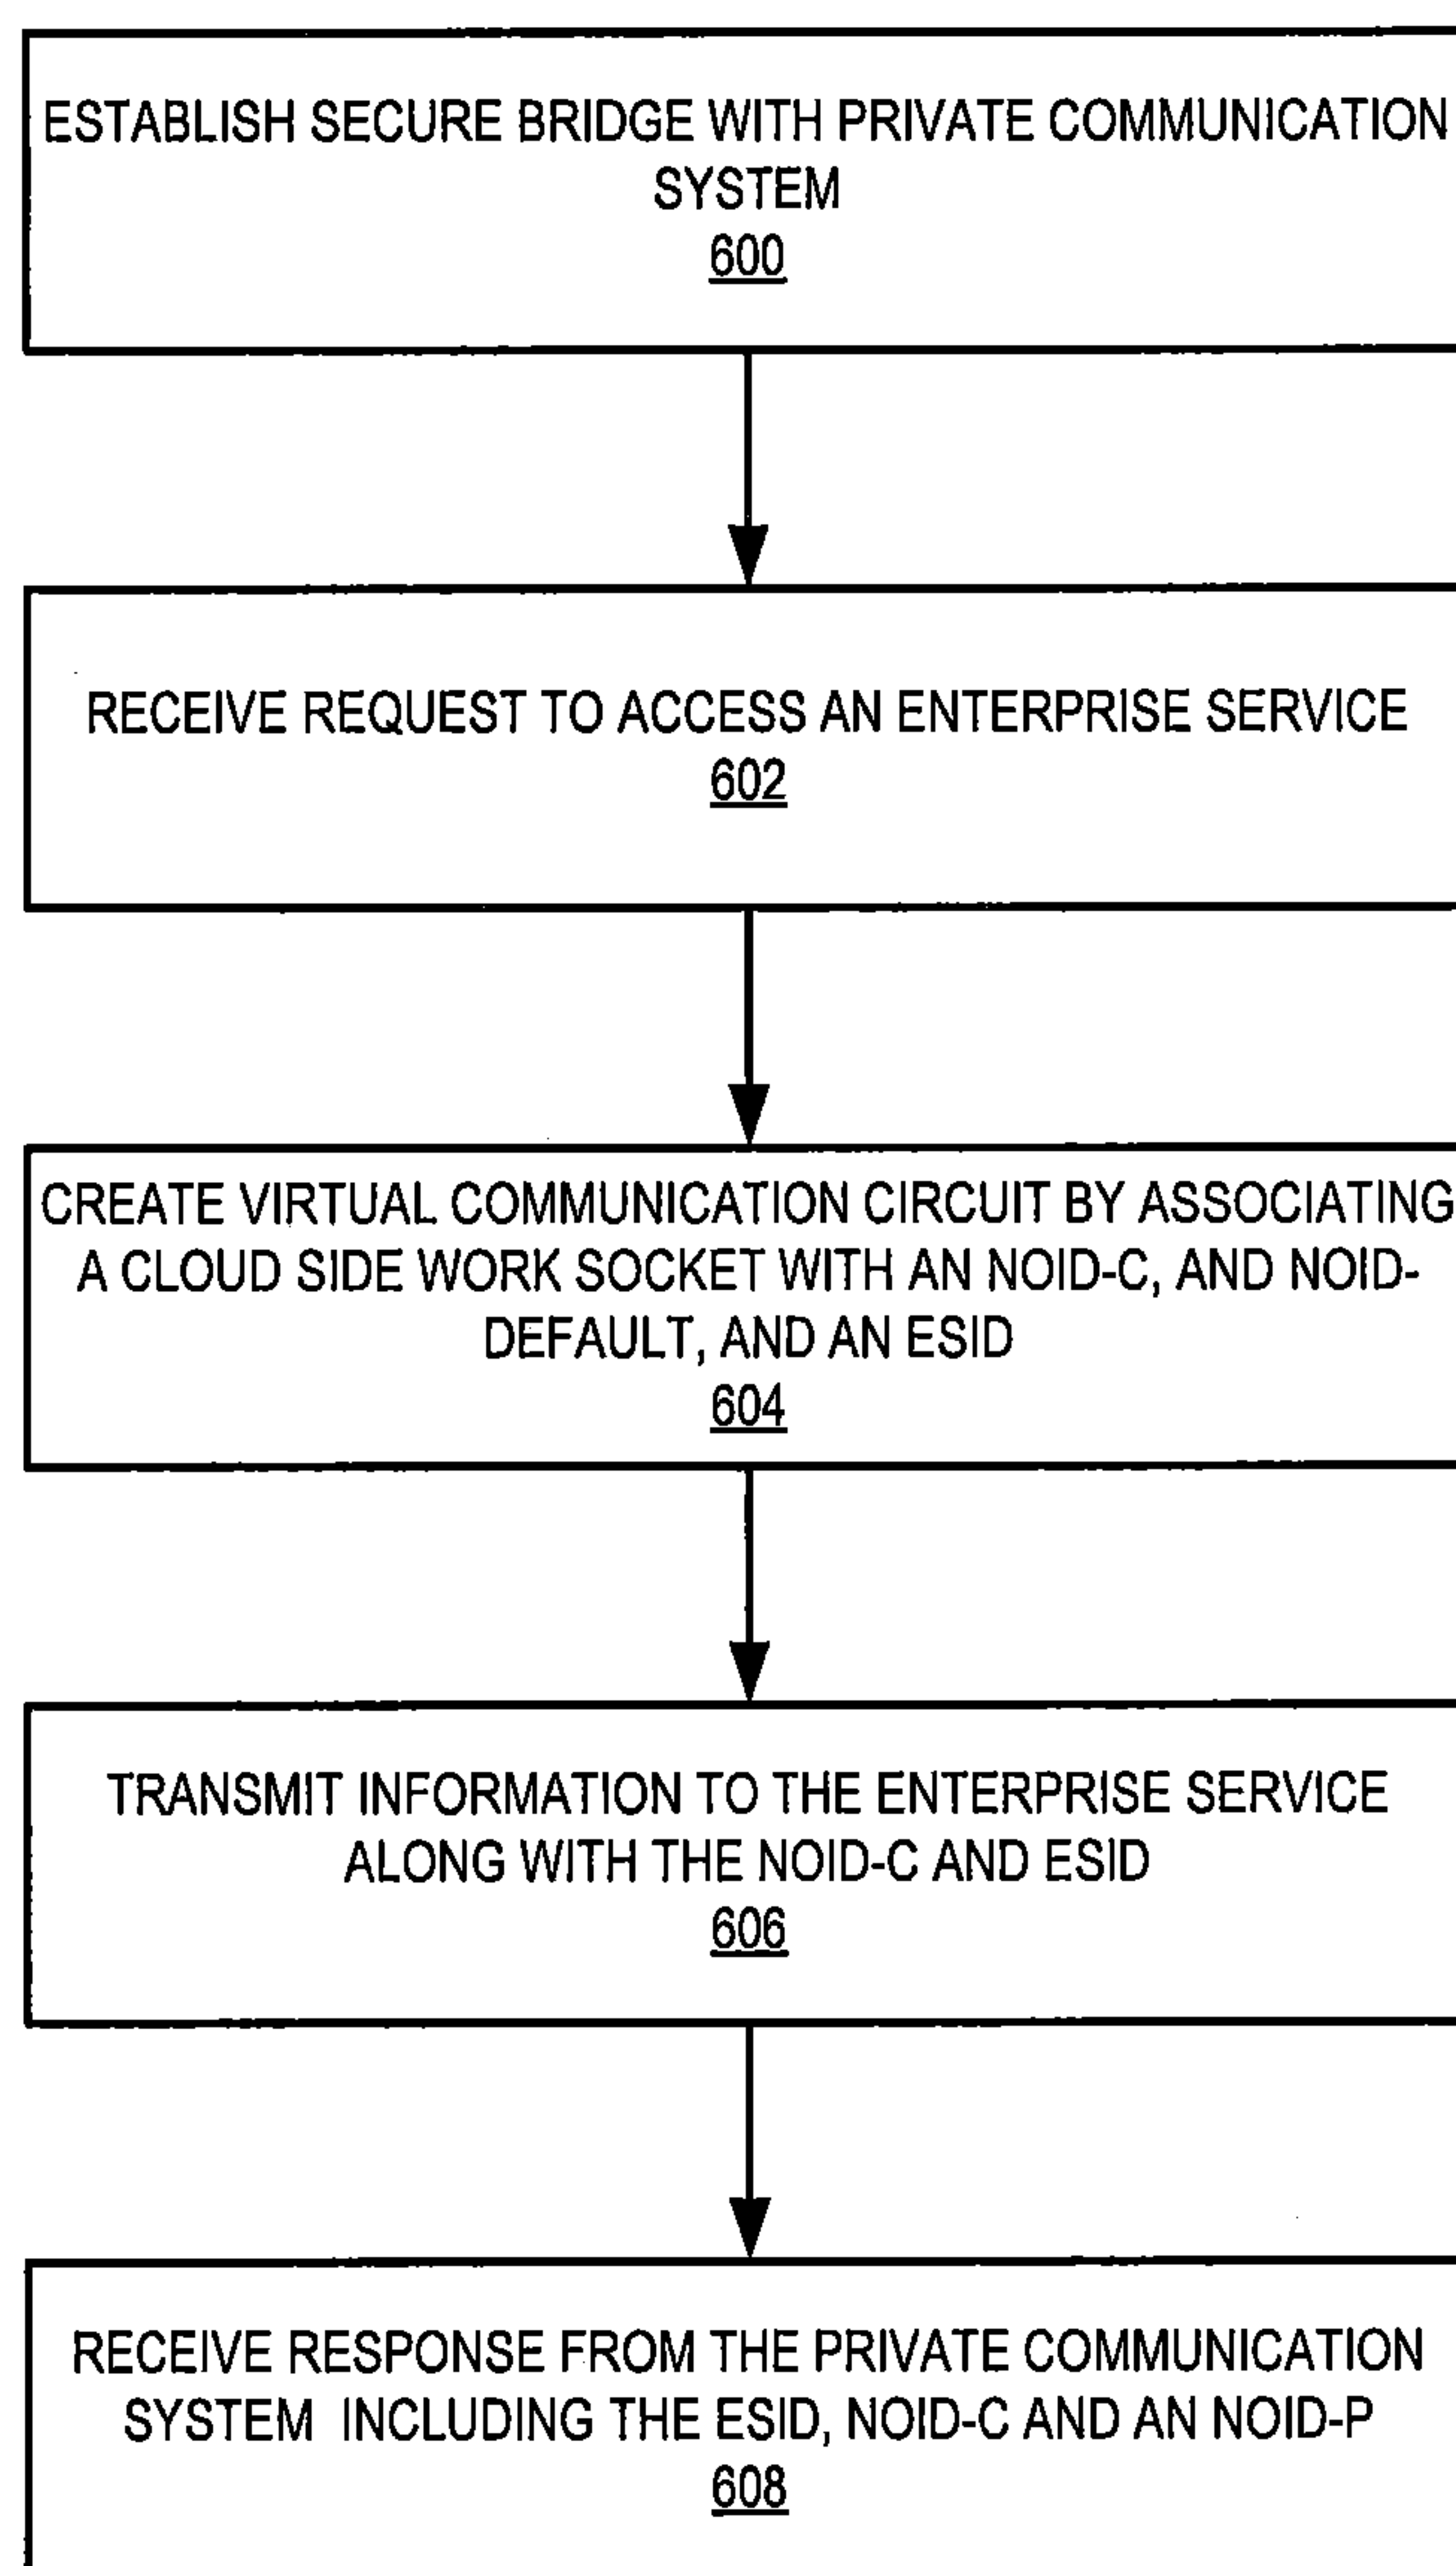 ESTABLISH SECURE BRIDGE WITH PRIVATE COMMUNICATION
SYSTEM
600
RECEIVE REQUEST TO ACCESS AN ENTERPRISE SERVICE
602
CREATE VIRTUAL COMMUNICATION CIRCUIT BY ASSOCIATING
A CLOUD SIDE WORK SOCKET WITH AN NOID-C, AND NOID-
DEFAULT, AND AN ESID
604
TRANSMIT INFORMATION TO THE ENTERPRISE SERVICE
ALONG WITH THE NOID-C AND ESID
606
RECEIVE RESPONSE FROM THE PRIVATE COMMUNICATION
SYSTEM INCLUDING THE ESID, NOID-C AND AN NOID-P
608